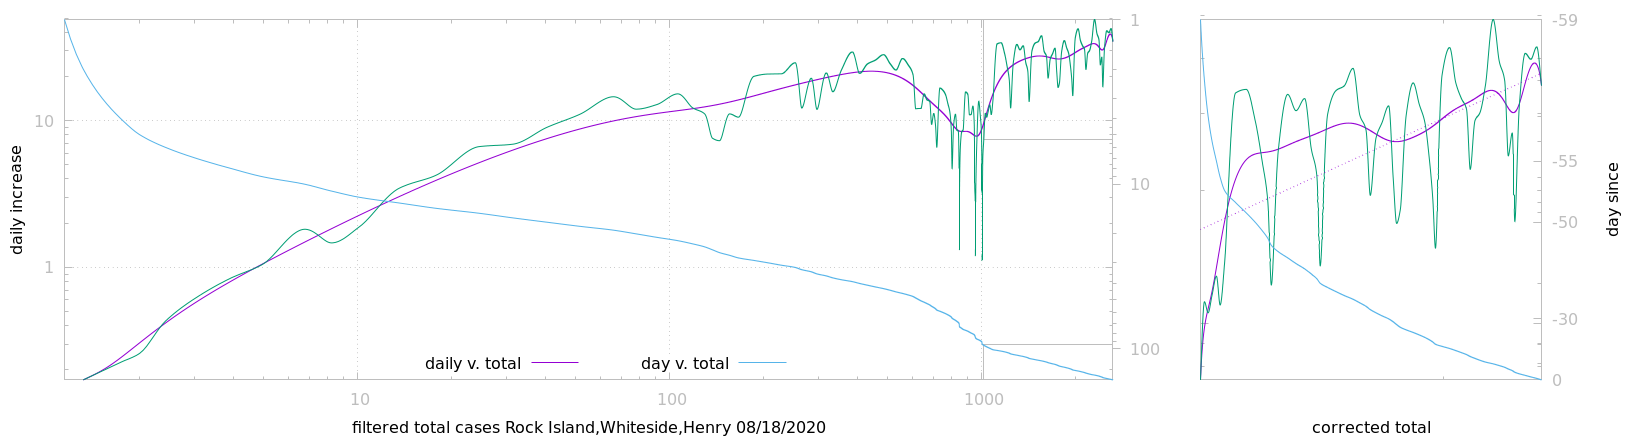 daily increase
10
1
daily v. total
day v. total
10
100
1000
1
10
100
filtered total cases Rock Island,Whiteside,Henry 08/18/2020
-59
-55
-50
-30
0
day since
corrected total